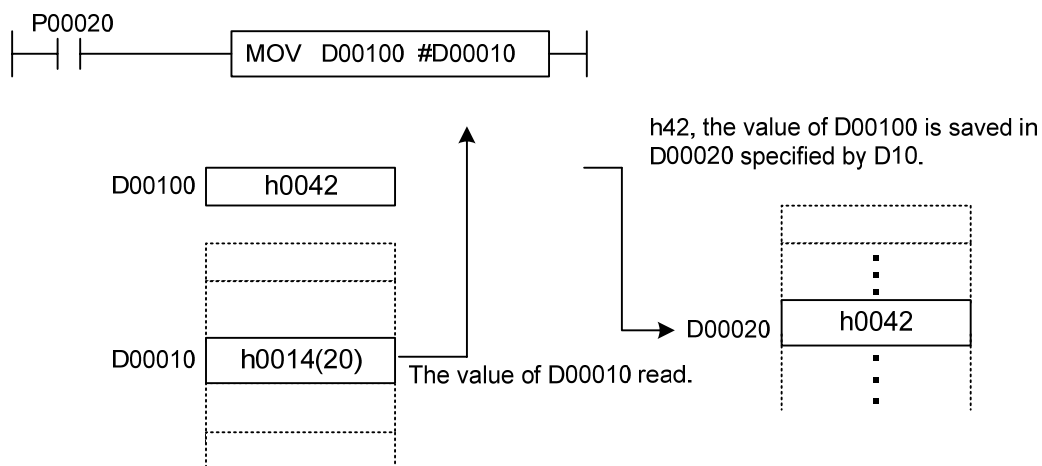 P00020
MOV D00100 #D00010
h42, the value of D00100 is saved in
D00020 specified by D10.
D00100 h0042
D00020 h0042
D00010 h0014(20)
The value of D00010 read.